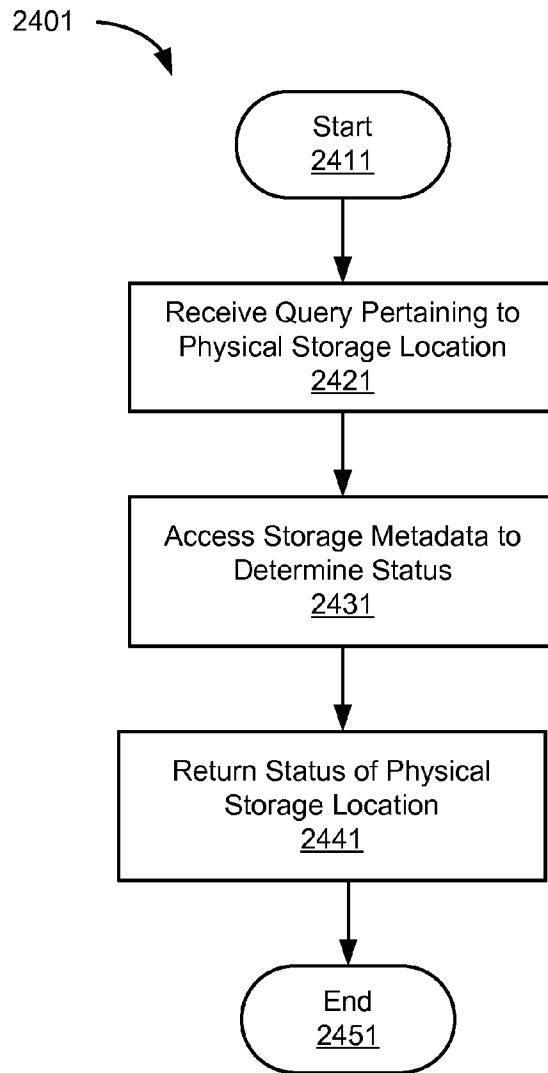 2401
Start
2411
Receive Query Pertaining to
Physical Storage Location
2421
Access Storage Metadata to
Determine Status
2431
Return Status of Physical
Storage Location
2441
End
2451